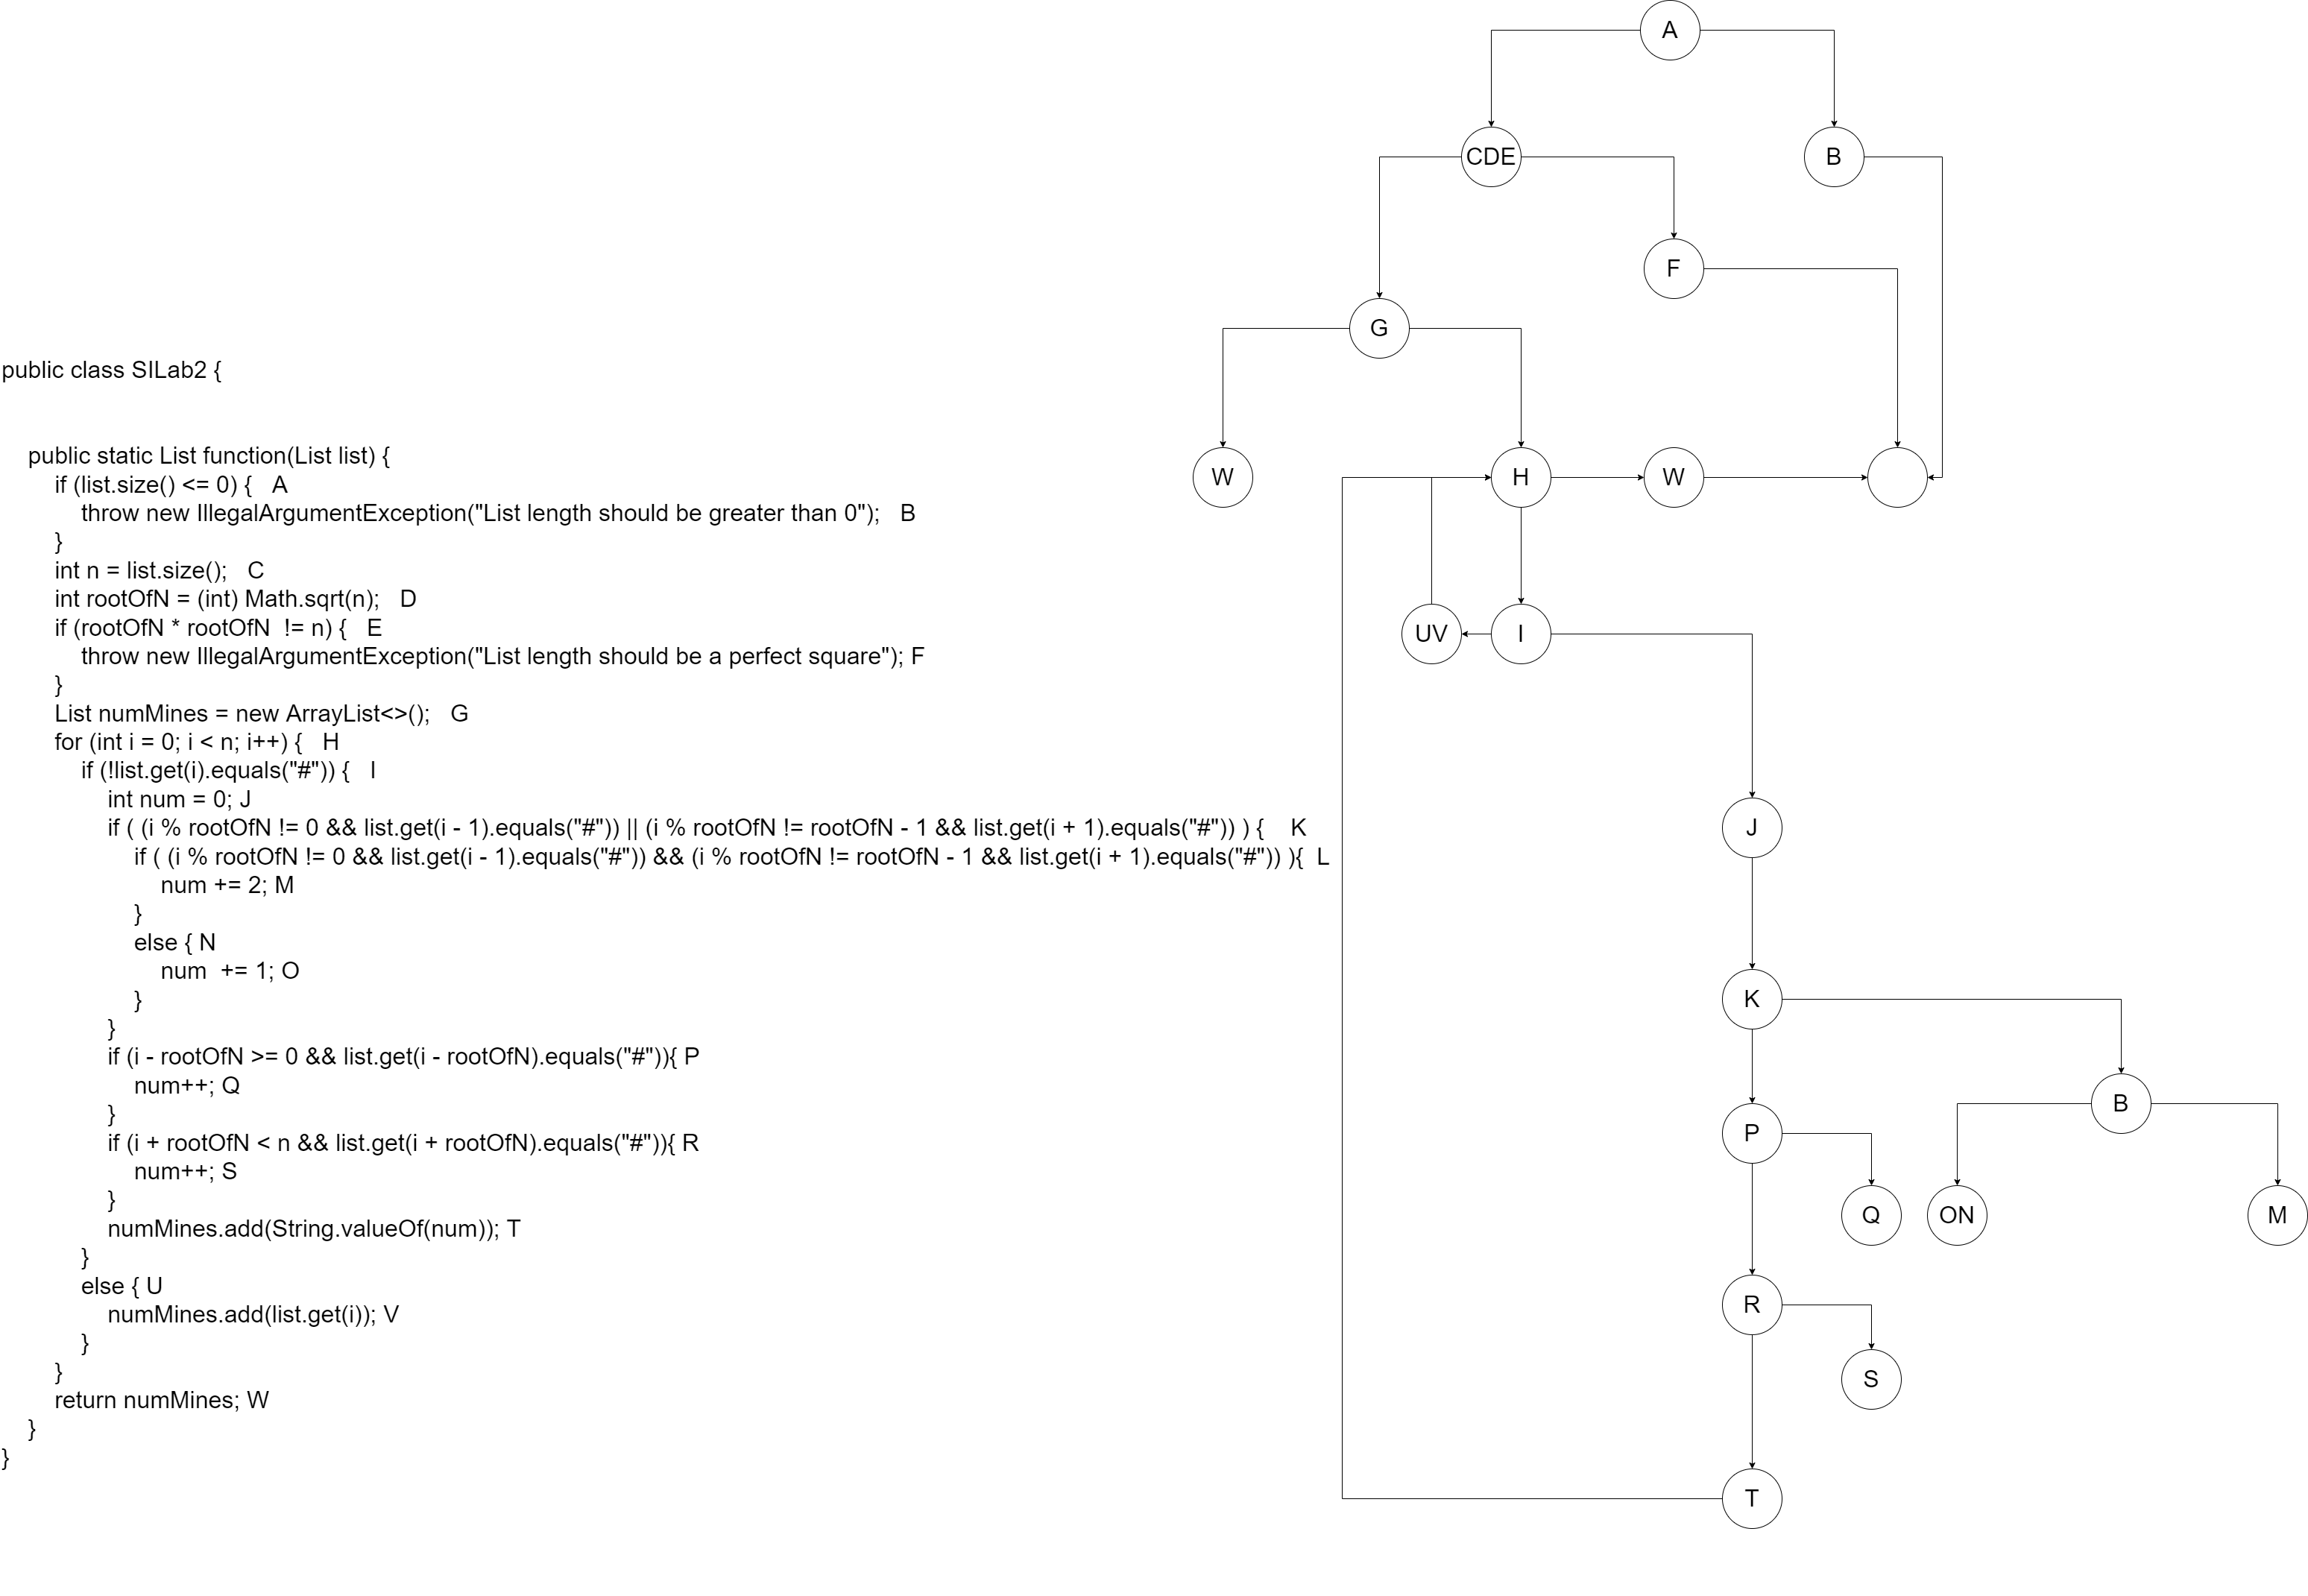 public class SILab2 {
public static List function(List list) {
if (list.size() <= 0) {   A
throw new IllegalArgumentException("List length should be greater than 0");   B
}
int n = list.size();   C
int rootOfN = (int) Math.sqrt(n);   D
if (rootOfN * rootOfN  != n) {   E
throw new IllegalArgumentException("List length should be a perfect square"); F
}
List numMines = new ArrayList<>();   G
for (int i = 0; i < n; i++) {   H
if (!list.get(i).equals("#")) {   I
int num = 0; J
if ( (i % rootOfN != 0 && list.get(i - 1).equals("#")) || (i % rootOfN != rootOfN - 1 && list.get(i + 1).equals("#")) ) {    K
if ( (i % rootOfN != 0 && list.get(i - 1).equals("#")) && (i % rootOfN != rootOfN - 1 && list.get(i + 1).equals("#")) ){  L
num += 2; M
}
else { N
num  += 1; O
}
}
if (i - rootOfN >= 0 && list.get(i - rootOfN).equals("#")){ P
num++; Q
}
if (i + rootOfN < n && list.get(i + rootOfN).equals("#")){ R
num++; S
}
numMines.add(String.valueOf(num)); T
}
else { U
numMines.add(list.get(i)); V
}
}
return numMines; W
}
}
A
CDE
B
F
G
W
H
W
UV
I
J
K
B
P
Q
ON
M
R
S
T